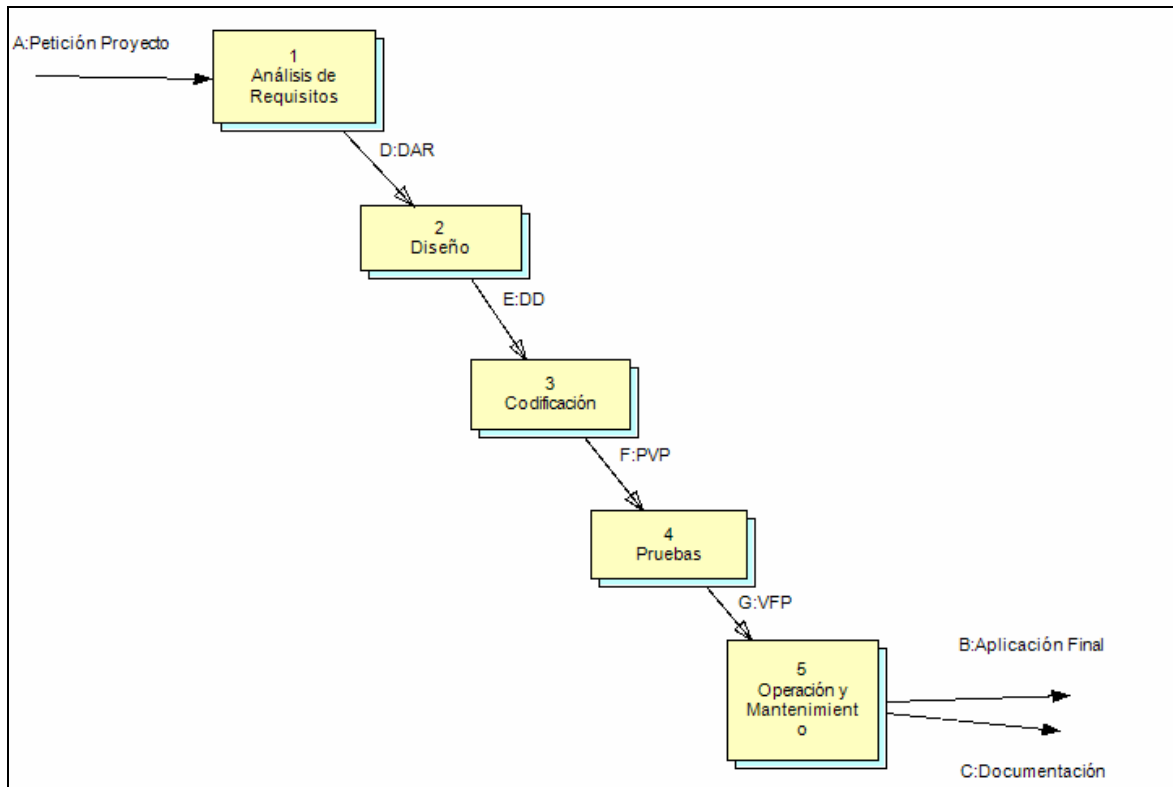 A:Petición Proyecto
1
Análisis de
Requisitos
D:DAR
2
Diseño
E:DD
3
Codificación
F:PVP
4
Pruebas
G:VFP
5
Operación y
Mantenimient
o
B:Aplicación Final
C:Documentación